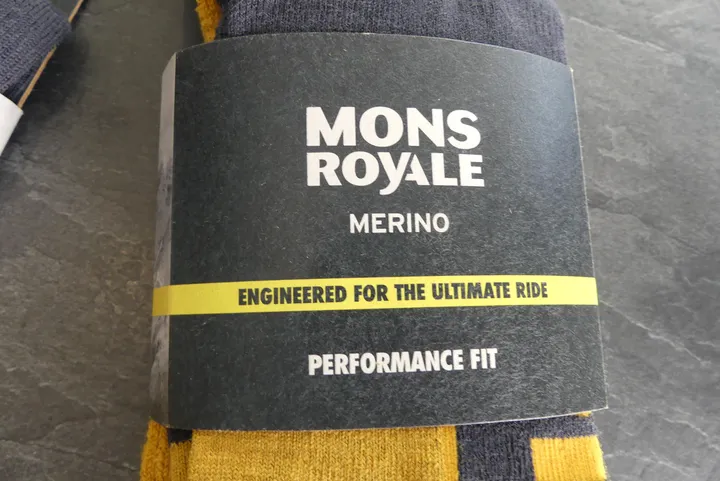 MONS
ROYALE
MERINO
ENGINEERED FOR THE ULTIMATE RIDE
PERFORMANCE FIT